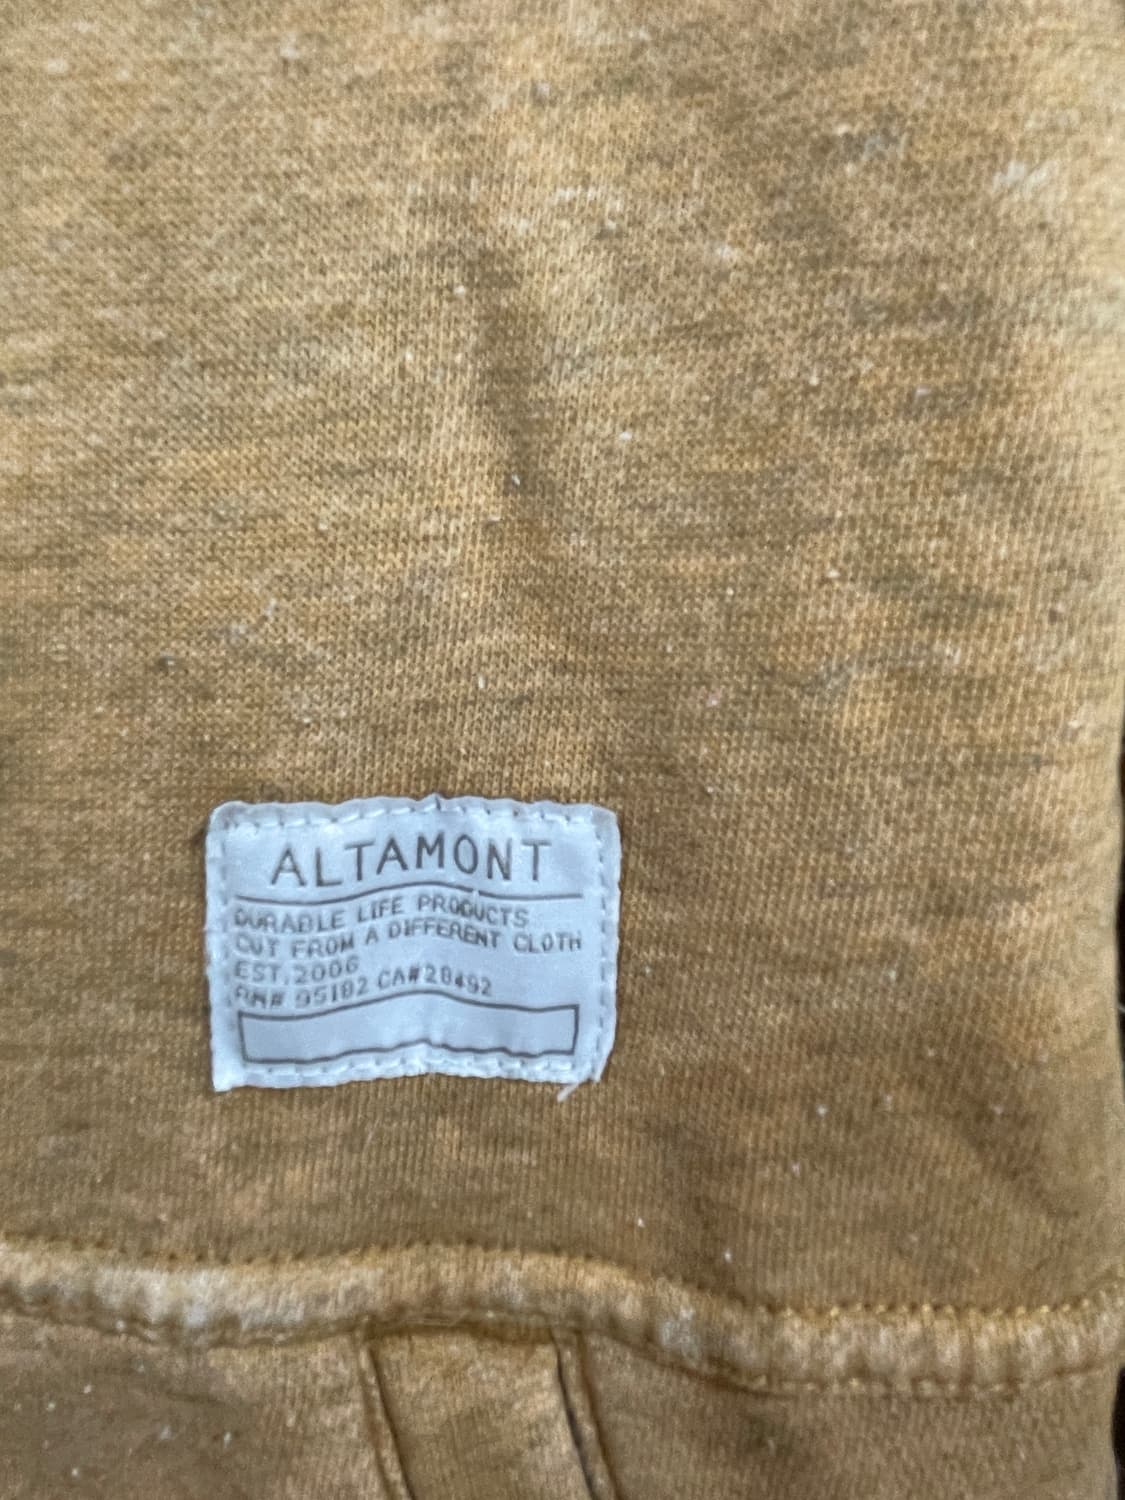 ALTAMONT
DURABLE LIFE PRODUCTS
CUT FROM A DIFFERENT CLOTH
EST.2006
RN# 95182 CA#28492